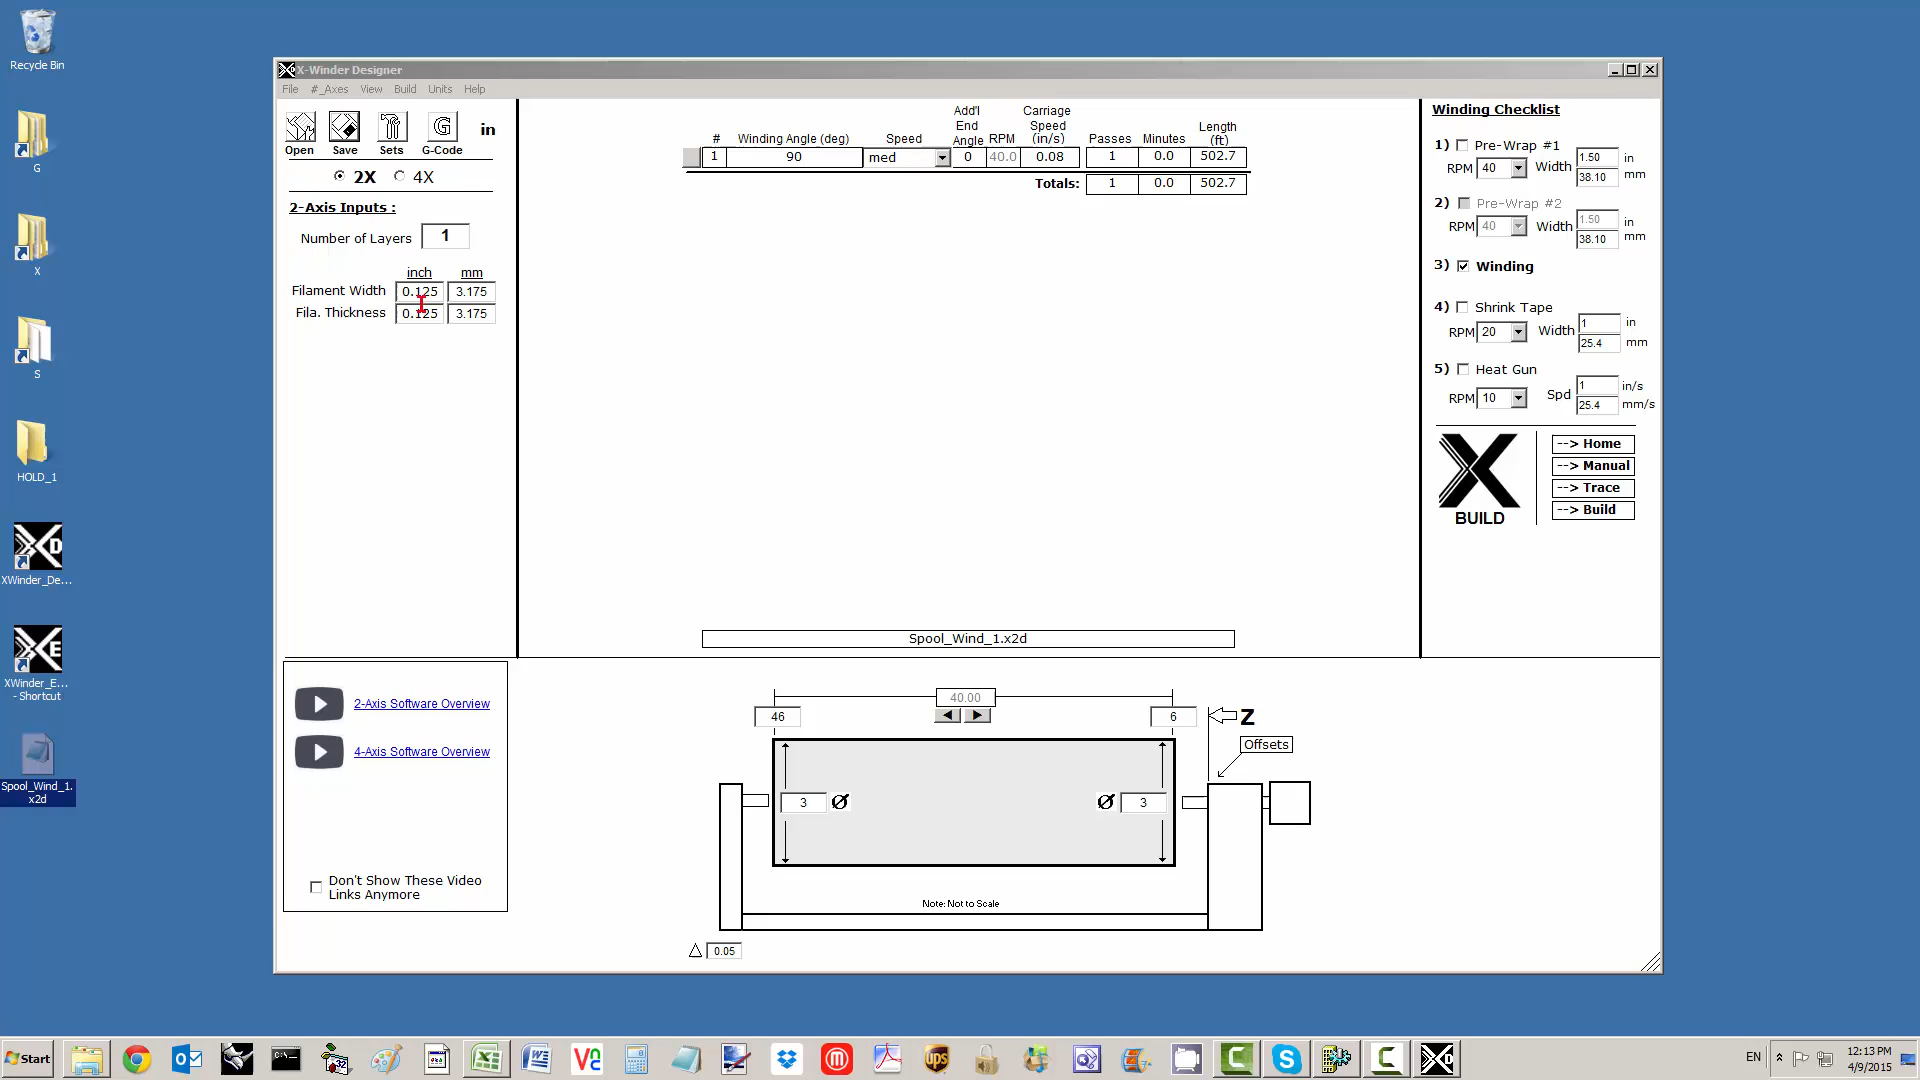 Recycle Bin
G
X
S
HOLD_1
XWinder_De...
XWinder_E...
- Shortcut
Spool_Wind_1.
x2d
X-Winder Designer
File #_Axes View Build Units Help
Open Save Sets G-Code in
2X 4X
2-Axis Inputs :
Number of Layers 1
inch mm
Filament Width 0.125 3.175
Fila. Thickness 0.125 3.175
# Winding Angle (deg) Speed Add'l End Angle RPM Carriage Speed (in/s) Passes Minutes Length (ft)
1 90 med 0 40.0 0.08 1 0.0 502.7
Totals: 1 0.0 502.7
Spool_Wind_1.x2d
Winding Checklist
1) Pre-Wrap #1
RPM 40 Width 1.50 in
38.10 mm
2) Pre-Wrap #2
RPM 40 Width 1.50 in
38.10 mm
3) Winding
4) Shrink Tape
RPM 20 Width 1 in
25.4 mm
5) Heat Gun
RPM 10 Spd 1 in/s
25.4 mm/s
X
BUILD
--> Home
--> Manual
--> Trace
--> Build
2-Axis Software Overview
4-Axis Software Overview
Don't Show These Video
Links Anymore
40.00
46 6 Z
Offsets
3 Ø Ø 3
Note: Not to Scale
△ 0.05
Start
EN 12:13 PM
4/9/2015